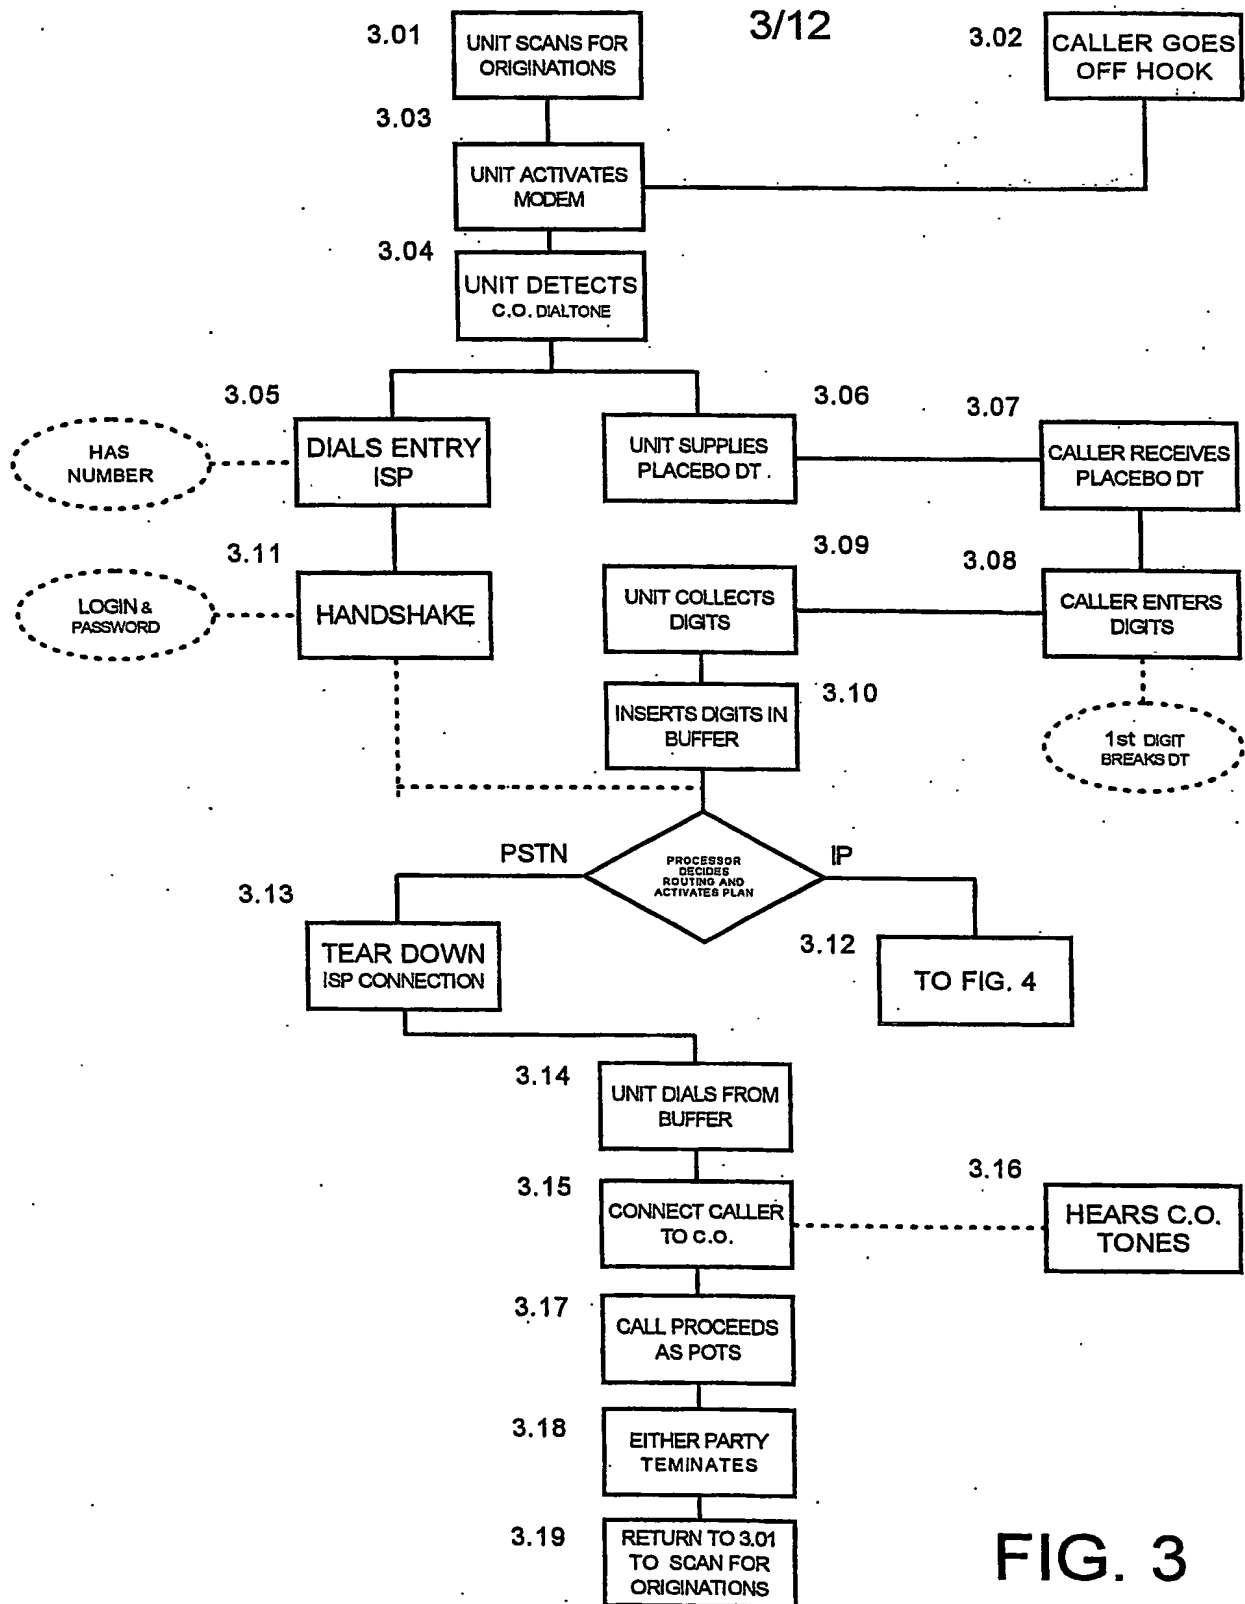 3/12
3.01
UNIT SCANS FOR
ORIGINATIONS
3.02
CALLER GOES
OFF HOOK
3.03
UNIT ACTIVATES
MODEM
3.04
UNIT DETECTS
C.O. DIALTONE
3.05
DIALS ENTRY
ISP
HAS
NUMBER
3.06
UNIT SUPPLIES
PLACEBO DT
3.07
CALLER RECEIVES
PLACEBO DT
3.11
HANDSHAKE
LOGIN &
PASSWORD
3.09
UNIT COLLECTS
DIGITS
3.08
CALLER ENTERS
DIGITS
3.10
INSERTS DIGITS IN
BUFFER
1st DIGIT
BREAKS DT
PSTN
PROCESSOR
DECIDES
ROUTING AND
ACTIVATES PLAN
IP
3.13
TEAR DOWN
ISP CONNECTION
3.12
TO FIG. 4
3.14
UNIT DIALS FROM
BUFFER
3.15
CONNECT CALLER
TO C.O.
3.16
HEARS C.O.
TONES
3.17
CALL PROCEEDS
AS POTS
3.18
EITHER PARTY
TEMINATES
3.19
RETURN TO 3.01
TO SCAN FOR
ORIGINATIONS
FIG. 3